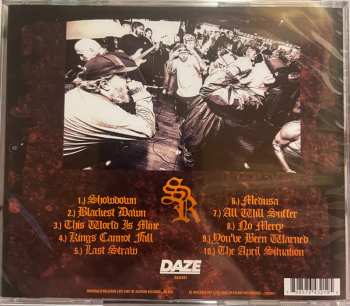 SR
1.) Showdown
2.) Blackest Dawn
3.) This World Is Mine
4.) Kings Cannot Fall
5.) Last Straw
6.) Medusa
7.) All Will Suffer
8.) No Mercy
9.) You've Been Warned
10.) The April Situation
DAZE